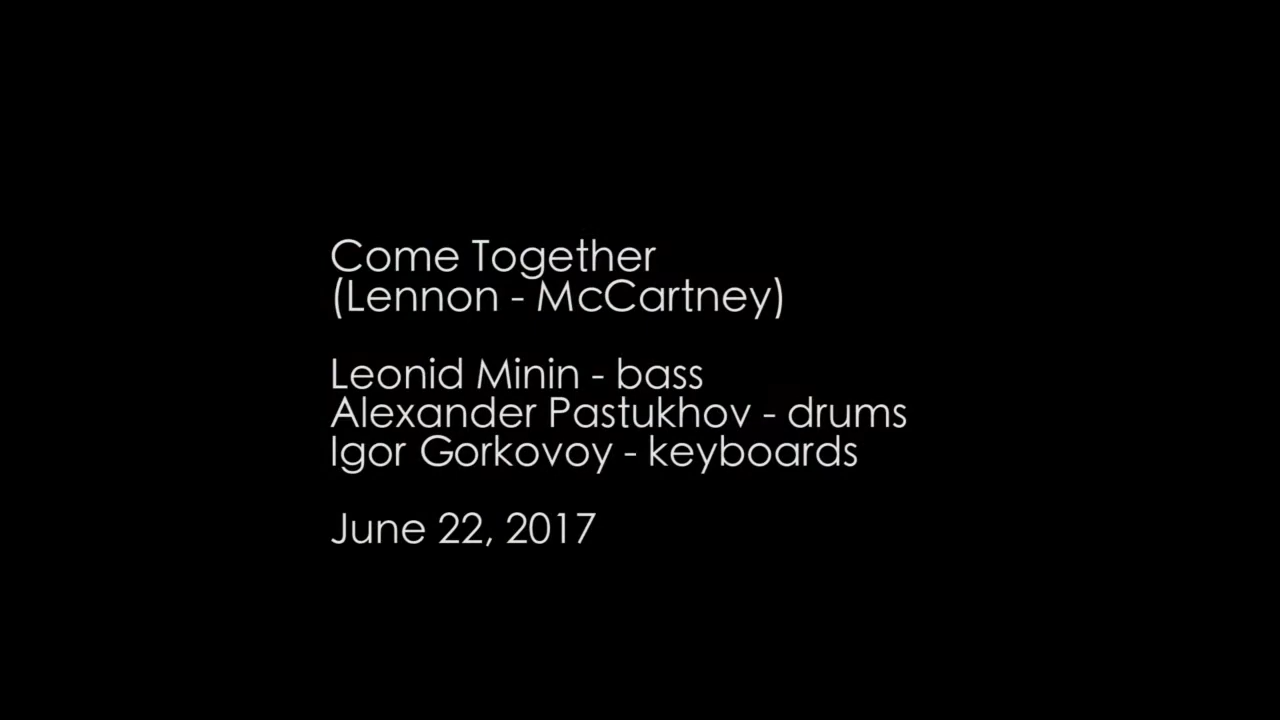 Come Together
(Lennon - McCartney)
Leonid Minin - bass
Alexander Pastukhov - drums
Igor Gorkovoy - keyboards
June 22, 2017